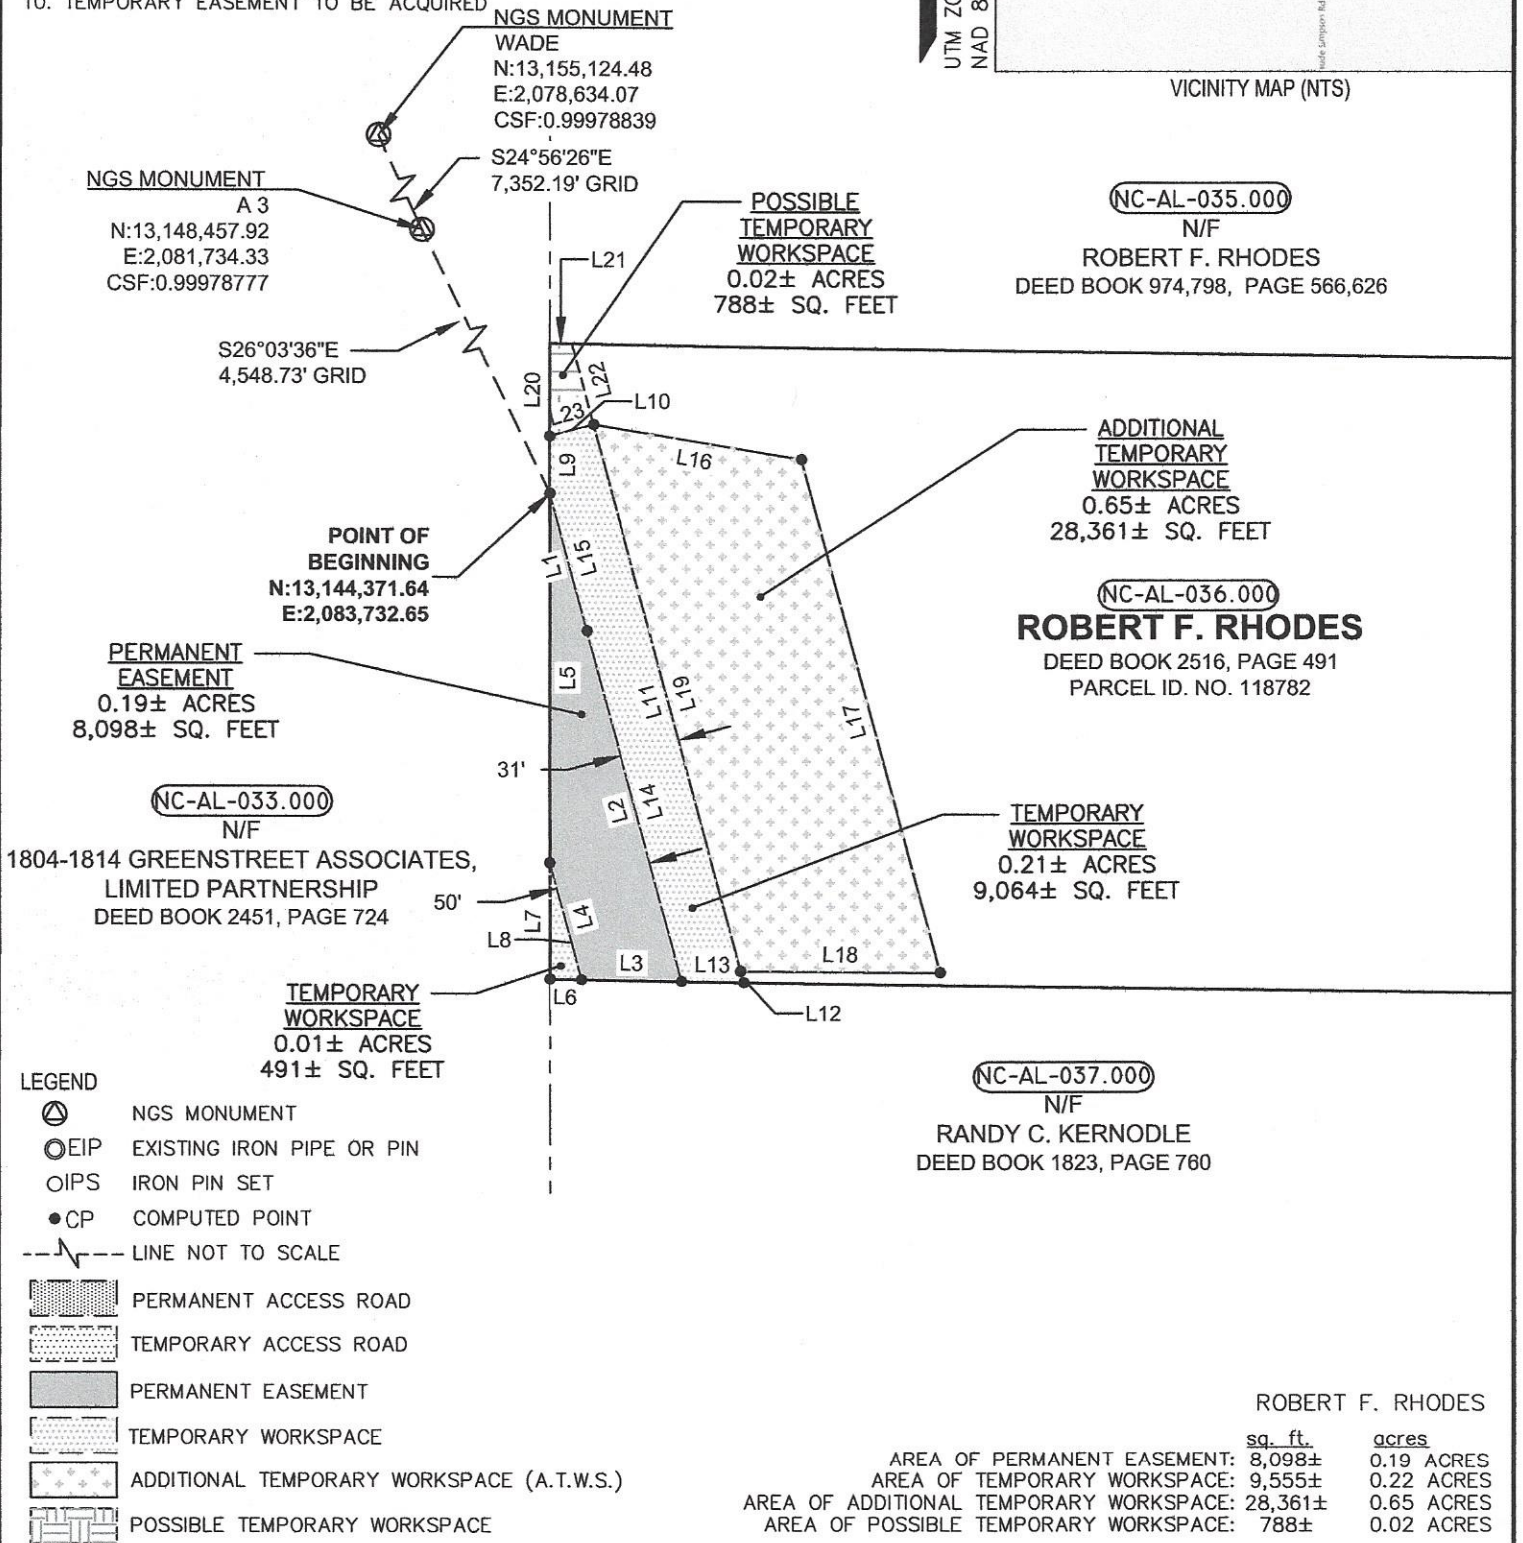 10. TEMPORARY EASEMENT TO BE ACQUIRED
NGS MONUMENT
WADE
N:13,155,124.48
E:2,078,634.07
CSF:0.99978839
S24°56'26"E
7,352.19' GRID
NAD 8
VICINITY MAP (NTS)
NGS MONUMENT
A 3
N:13,148,457.92
E:2,081,734.33
CSF:0.99978777
S26°03'36"E
4,548.73' GRID
POSSIBLE
TEMPORARY
WORKSPACE
0.02± ACRES
788± SQ. FEET
NC-AL-035.000
N/F
ROBERT F. RHODES
DEED BOOK 974,798, PAGE 566,626
L21
L20
L22
L23
L10
L9
L16
ADDITIONAL
TEMPORARY
WORKSPACE
0.65± ACRES
28,361± SQ. FEET
POINT OF
BEGINNING
N:13,144,371.64
E:2,083,732.65
L1
L15
NC-AL-036.000
ROBERT F. RHODES
DEED BOOK 2516, PAGE 491
PARCEL ID. NO. 118782
PERMANENT
EASEMENT
0.19± ACRES
8,098± SQ. FEET
L5
L11
L19
L17
31'
L2
L14
NC-AL-033.000
N/F
1804-1814 GREENSTREET ASSOCIATES,
LIMITED PARTNERSHIP
DEED BOOK 2451, PAGE 724
50'
L7
L4
L8
L3
L13
L18
L6
L12
TEMPORARY
WORKSPACE
0.21± ACRES
9,064± SQ. FEET
TEMPORARY
WORKSPACE
0.01± ACRES
491± SQ. FEET
NC-AL-037.000
N/F
RANDY C. KERNODLE
DEED BOOK 1823, PAGE 760
LEGEND
NGS MONUMENT
EIP EXISTING IRON PIPE OR PIN
IPS IRON PIN SET
CP COMPUTED POINT
LINE NOT TO SCALE
PERMANENT ACCESS ROAD
TEMPORARY ACCESS ROAD
PERMANENT EASEMENT
TEMPORARY WORKSPACE
ADDITIONAL TEMPORARY WORKSPACE (A.T.W.S.)
POSSIBLE TEMPORARY WORKSPACE
ROBERT F. RHODES
sq. ft. acres
AREA OF PERMANENT EASEMENT: 8,098± 0.19 ACRES
AREA OF TEMPORARY WORKSPACE: 9,555± 0.22 ACRES
AREA OF ADDITIONAL TEMPORARY WORKSPACE: 28,361± 0.65 ACRES
AREA OF POSSIBLE TEMPORARY WORKSPACE: 788± 0.02 ACRES